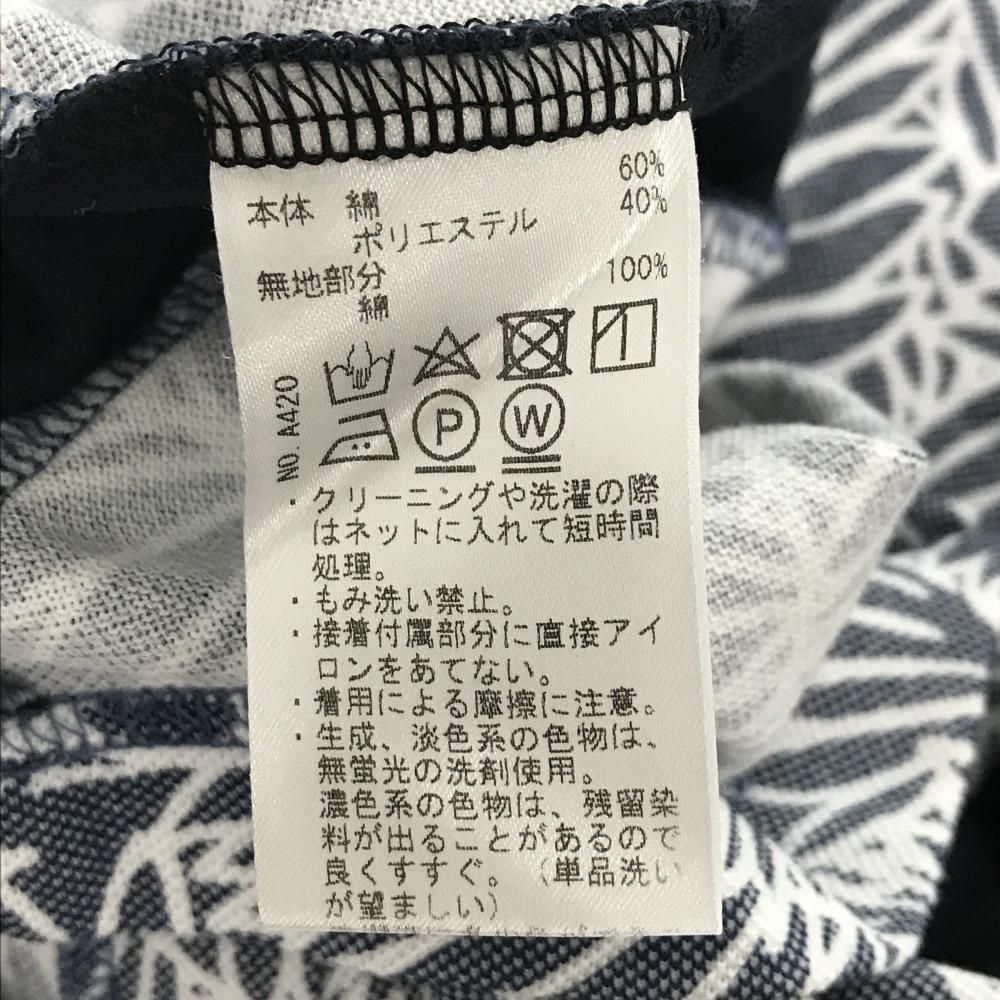 60%
本体 綿 40%
ポリエステル
無地部分 100%
綿
NO. A420
P W
・クリーニングや洗濯の際
はネットに入れて短時間
処理。
・もみ洗い禁止。
・接着付属部分に直接アイ
ロンをあてない。
・着用による摩擦に注意。
・生成、淡色系の色物は、
無蛍光の洗剤使用。
濃色系の色物は、残留染
料が出ることがあるので
良くすすぐ。（単品洗い
が望ましい）